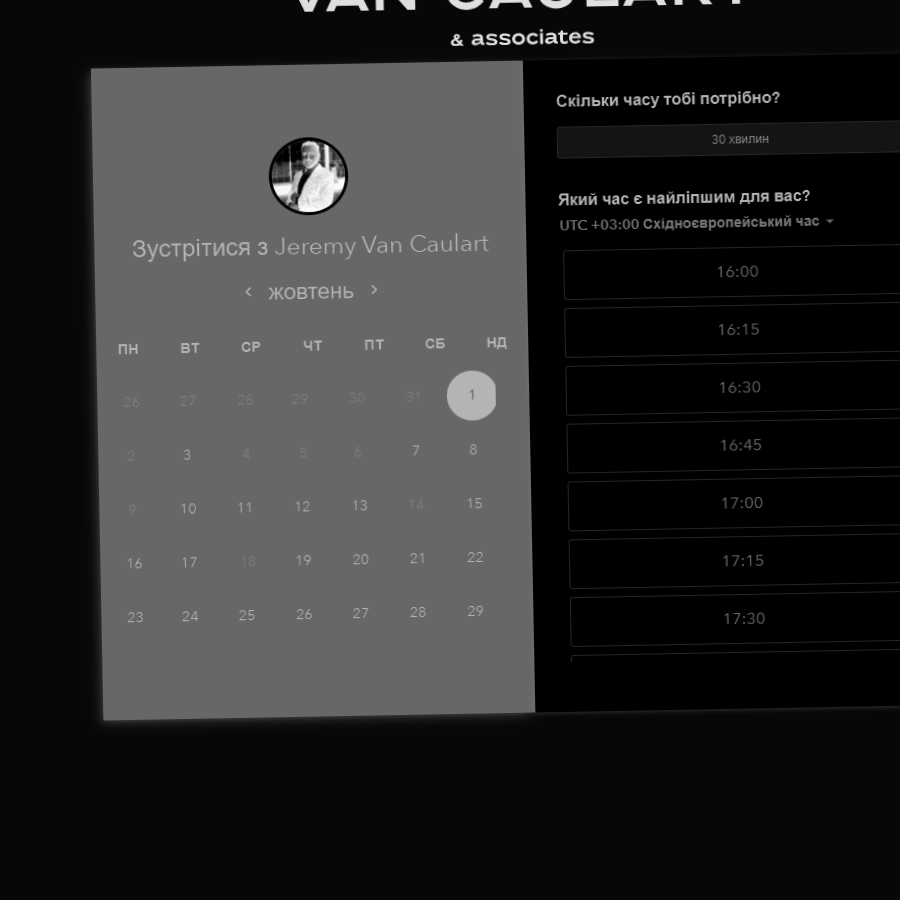 VAN CAULART
& associates
Зустрітися з Jeremy Van Caulart
жовтень
ПН ВТ СР ЧТ ПТ СБ НД
26 27 28 29 30 31 1
2 3 4 5 6 7 8
9 10 11 12 13 14 15
16 17 18 19 20 21 22
23 24 25 26 27 28 29
Скільки часу тобі потрібно?
30 хвилин
Який час є найліпшим для вас?
UTC +03:00 Східноєвропейський час
16:00
16:15
16:30
16:45
17:00
17:15
17:30